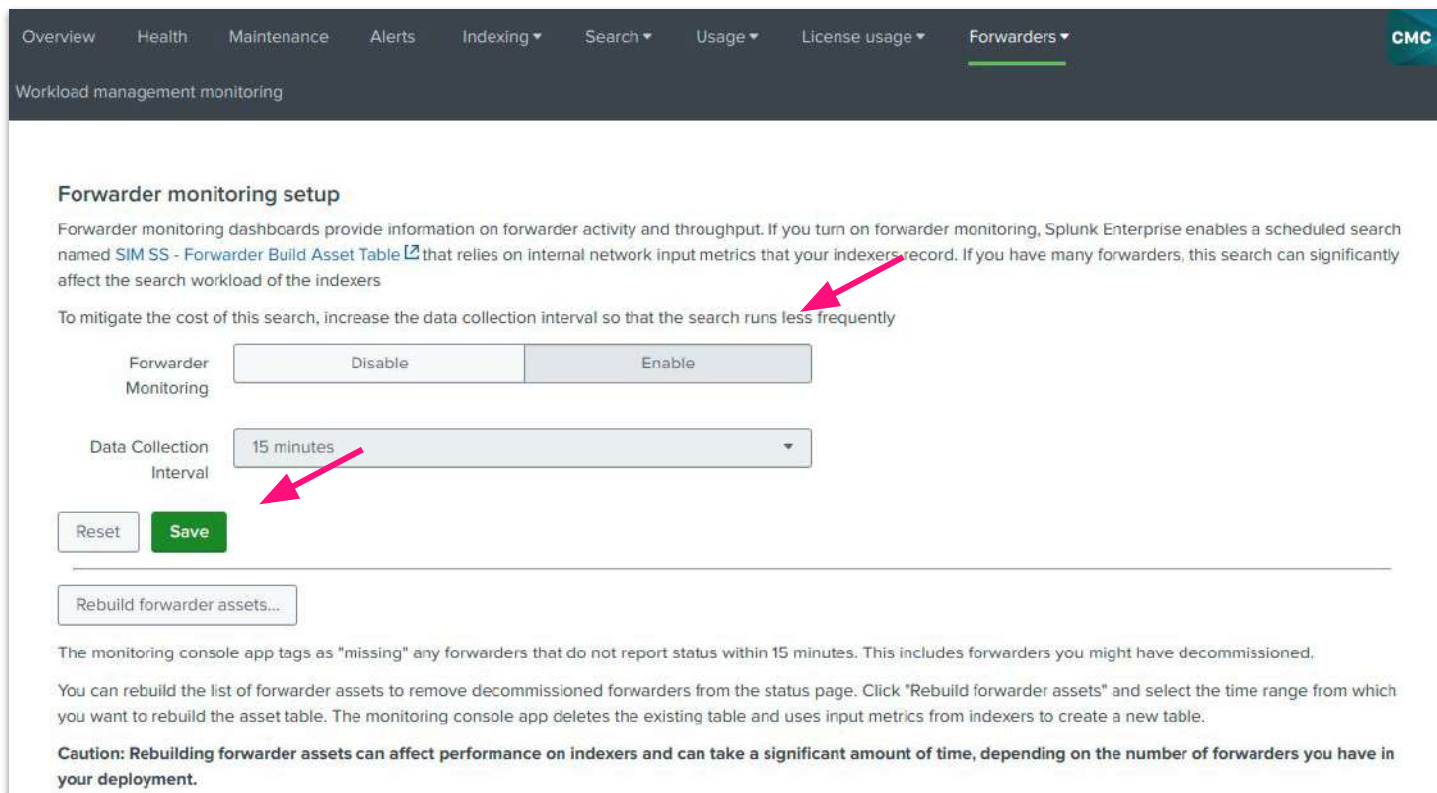 Overview Health Maintenance Alerts Indexing Search Usage License usage Forwarders CMC
Workload management monitoring
Forwarder monitoring setup
Forwarder monitoring dashboards provide information on forwarder activity and throughput. If you turn on forwarder monitoring, Splunk Enterprise enables a scheduled search
named SIM SS - Forwarder Build Asset Table that relies on internal network input metrics that your indexers record. If you have many forwarders, this search can significantly
affect the search workload of the indexers
To mitigate the cost of this search, increase the data collection interval so that the search runs less frequently
Forwarder
Monitoring
Disable Enable
Data Collection
Interval
15 minutes
Reset Save
Rebuild forwarder assets...
The monitoring console app tags as "missing" any forwarders that do not report status within 15 minutes. This includes forwarders you might have decommissioned.
You can rebuild the list of forwarder assets to remove decommissioned forwarders from the status page. Click "Rebuild forwarder assets" and select the time range from which
you want to rebuild the asset table. The monitoring console app deletes the existing table and uses input metrics from indexers to create a new table.
Caution: Rebuilding forwarder assets can affect performance on indexers and can take a significant amount of time, depending on the number of forwarders you have in
your deployment.